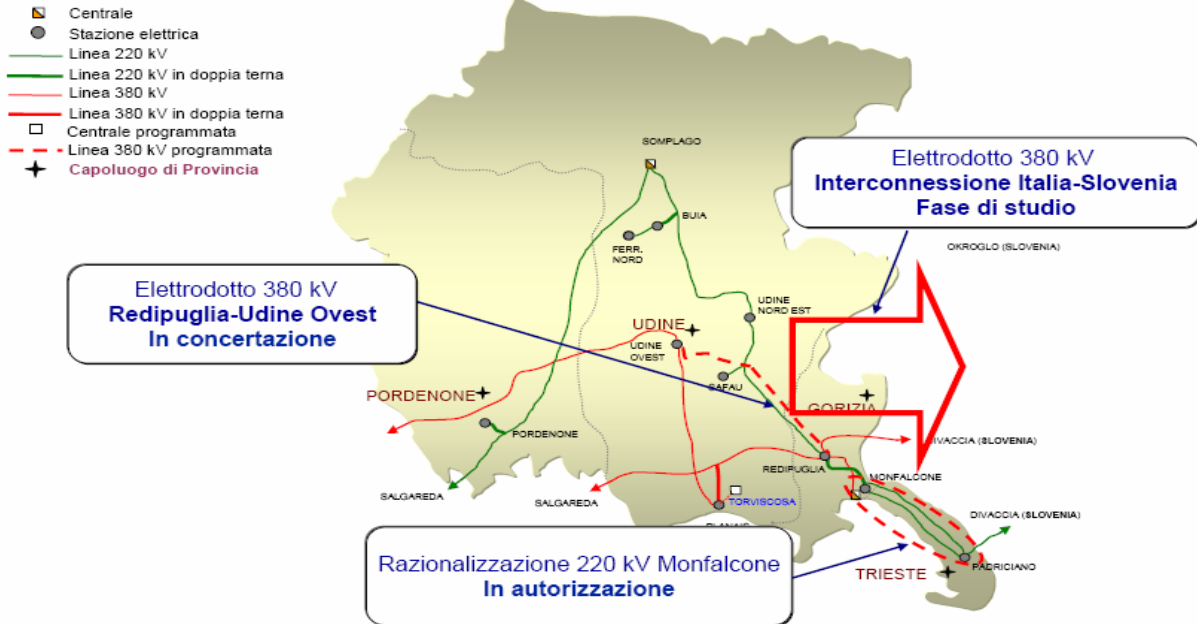 Centrale
Stazione elettrica
Linea 220 kV
Linea 220 kV in doppia terna
Linea 380 kV
Linea 380 kV in doppia terna
Centrale programmata
Linea 380 kV programmata
Capoluogo di Provincia
SOMPLAGO
Elettrodotto 380 kV
Interconnessione Italia-Slovenia
Fase di studio
BUIA
FERR.
NORD
OKROGLO (SLOVENIA)
Elettrodotto 380 kV
Redipuglia-Udine Ovest
In concertazione
UDINE
NORD EST
UDINE
UDINE
OVEST
SAFAU
PORDENONE
GORIZIA
PORDENONE
DIVACCIA (SLOVENIA)
REDIPUGLIA
MONFALCONE
SALGAREDA
SALGAREDA
TORVISCOSA
DIVACCIA (SLOVENIA)
Razionalizzazione 220 kV Monfalcone
In autorizzazione
PADRICIANO
TRIESTE